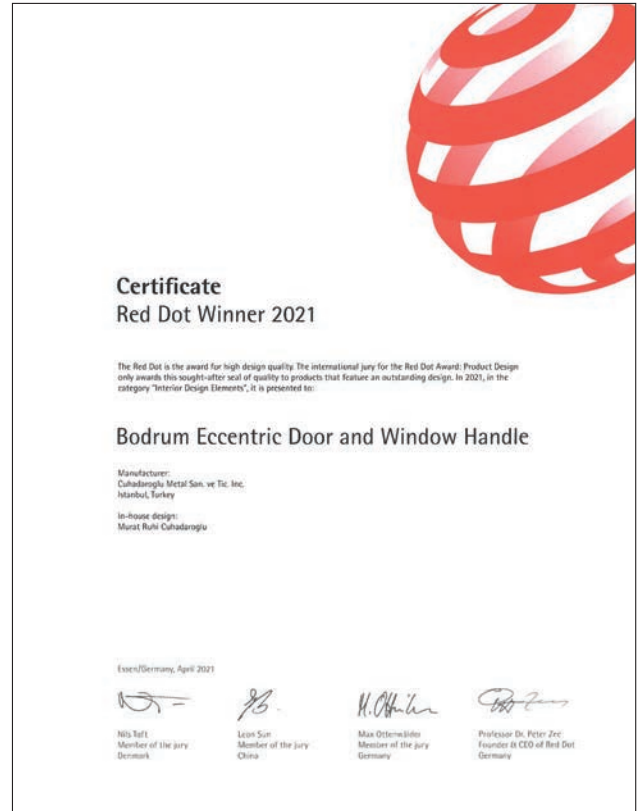 Certificate
Red Dot Winner 2021
The Red Dot is the award for high design quality. The international jury for the Red Dot Award: Product Design
only awards this sought-after seal of quality to products that feature an outstanding design. In 2021, in the
category "Interior Design Elements", it is presented to:
Bodrum Eccentric Door and Window Handle
Manufacturer:
Cuhadaroglu Metal San. ve Tic. Inc.
Istanbul, Turkey
In-house design:
Murat Ruhi Cuhadaroglu
Essen/Germany, April 2021
Nils Toft
Member of the jury
Denmark
Leon Sun
Member of the jury
China
Max Ottenwälder
Member of the jury
Germany
Professor Dr. Peter Zec
Founder & CEO of Red Dot
Germany